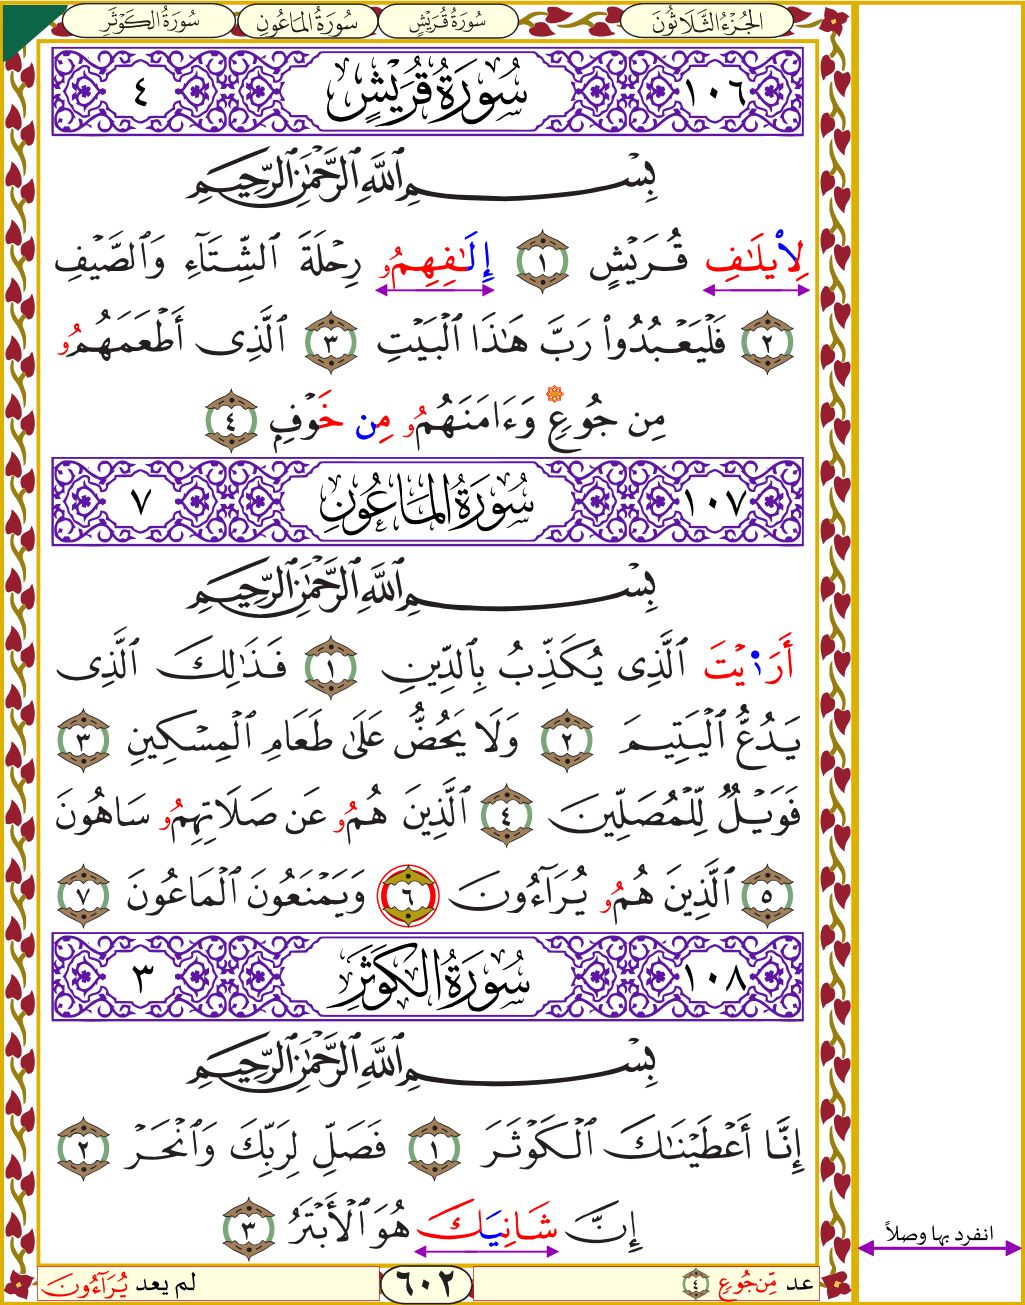 الجُزْءُ الثَّلَاثُونَ سُورَةُ قُرَيْشٍ سُورَةُ المَاعُونِ سُورَةُ الكَوْثَرِ
١٠٦ سُورَةُ قُرَيْشٍ ٤
بِسْمِ ٱللَّهِ ٱلرَّحْمَٰنِ ٱلرَّحِيمِ
لِاْيلَٰفِ قُرَيْشٍ ١ إِلَٰفِهِمُۥ رِحْلَةَ ٱلشِّتَآءِ وَٱلصَّيْفِ
٢ فَلْيَعْبُدُواْ رَبَّ هَٰذَا ٱلْبَيْتِ ٣ ٱلَّذِى أَطْعَمَهُمُۥ
مِن جُوعٍ وَءَامَنَهُمُۥ مِن خَوْفٍ ٤
١٠٧ سُورَةُ المَاعُونِ ٧
بِسْمِ ٱللَّهِ ٱلرَّحْمَٰنِ ٱلرَّحِيمِ
أَرَا۬يْتَ ٱلَّذِى يُكَذِّبُ بِٱلدِّينِ ١ فَذَٰلِكَ ٱلَّذِى
يَدُعُّ ٱلْيَتِيمَ ٢ وَلَا يَحُضُّ عَلَىٰ طَعَامِ ٱلْمِسْكِينِ ٣
فَوَيْلٌ لِّلْمُصَلِّينَ ٤ ٱلَّذِينَ هُمُۥ عَن صَلَاتِهِمُۥ سَاهُونَ
٥ ٱلَّذِينَ هُمُۥ يُرَآءُونَ ٦ وَيَمْنَعُونَ ٱلْمَاعُونَ ٧
١٠٨ سُورَةُ الكَوْثَرِ ٣
بِسْمِ ٱللَّهِ ٱلرَّحْمَٰنِ ٱلرَّحِيمِ
إِنَّا أَعْطَيْنَٰكَ ٱلْكَوْثَرَ ١ فَصَلِّ لِرَبِّكَ وَٱنْحَرْ ٢
إِنَّ شَانِيَكَ هُوَ ٱلْأَبْتَرُ ٣
انفرد بها وصلاً
عد مِّن جُوعٍ ٤ ٦٠٢ لم يعد يُرَآءُونَ